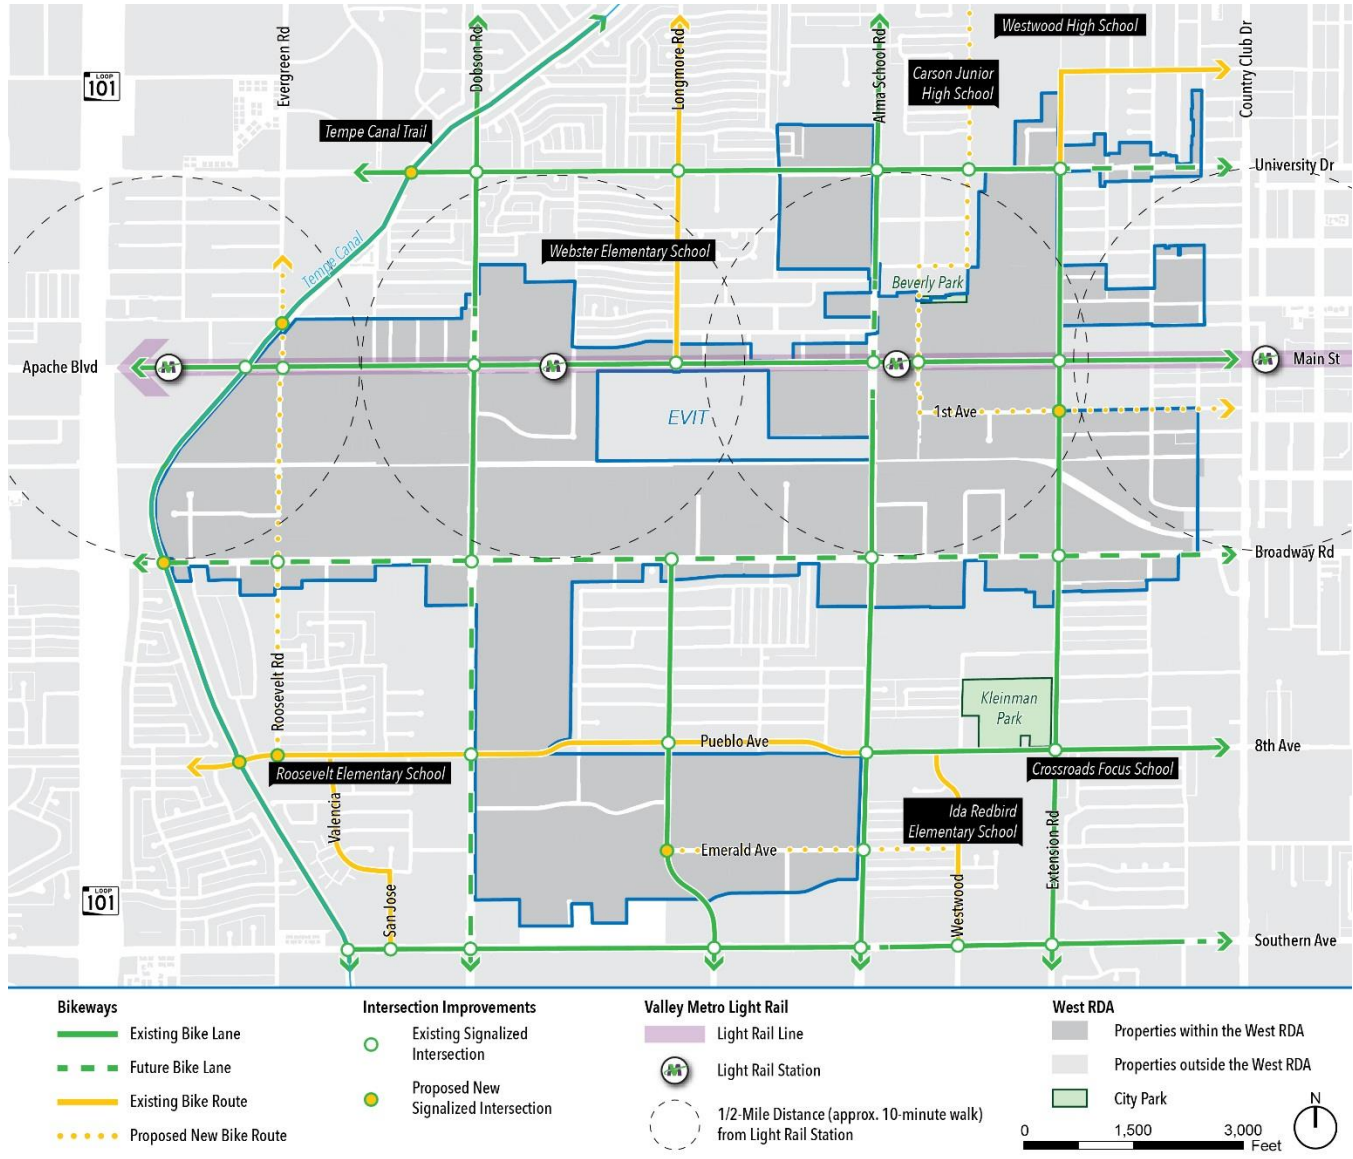 Westwood High School
Evergreen Rd
Dobson Rd
Longmore Rd
Alma School Rd
Country Club Dr
LOOP
101
Carson Junior
High School
Tempe Canal Trail
University Dr
Tempe Canal
Webster Elementary School
Beverly Park
Apache Blvd
M
M
M
M
Main St
EVIT
1st Ave
Broadway Rd
Roosevelt Rd
Kleinman
Park
Pueblo Ave
8th Ave
Roosevelt Elementary School
Crossroads Focus School
Valencia
Ida Redbird
Elementary School
Emerald Ave
Extension Rd
LOOP
101
San Jose
Westwood
Southern Ave
Bikeways
Existing Bike Lane
Future Bike Lane
Existing Bike Route
Proposed New Bike Route
Intersection Improvements
Existing Signalized
Intersection
Proposed New
Signalized Intersection
Valley Metro Light Rail
Light Rail Line
M
Light Rail Station
1/2-Mile Distance (approx. 10-minute walk)
from Light Rail Station
West RDA
Properties within the West RDA
Properties outside the West RDA
City Park
0 1,500 3,000
Feet
N